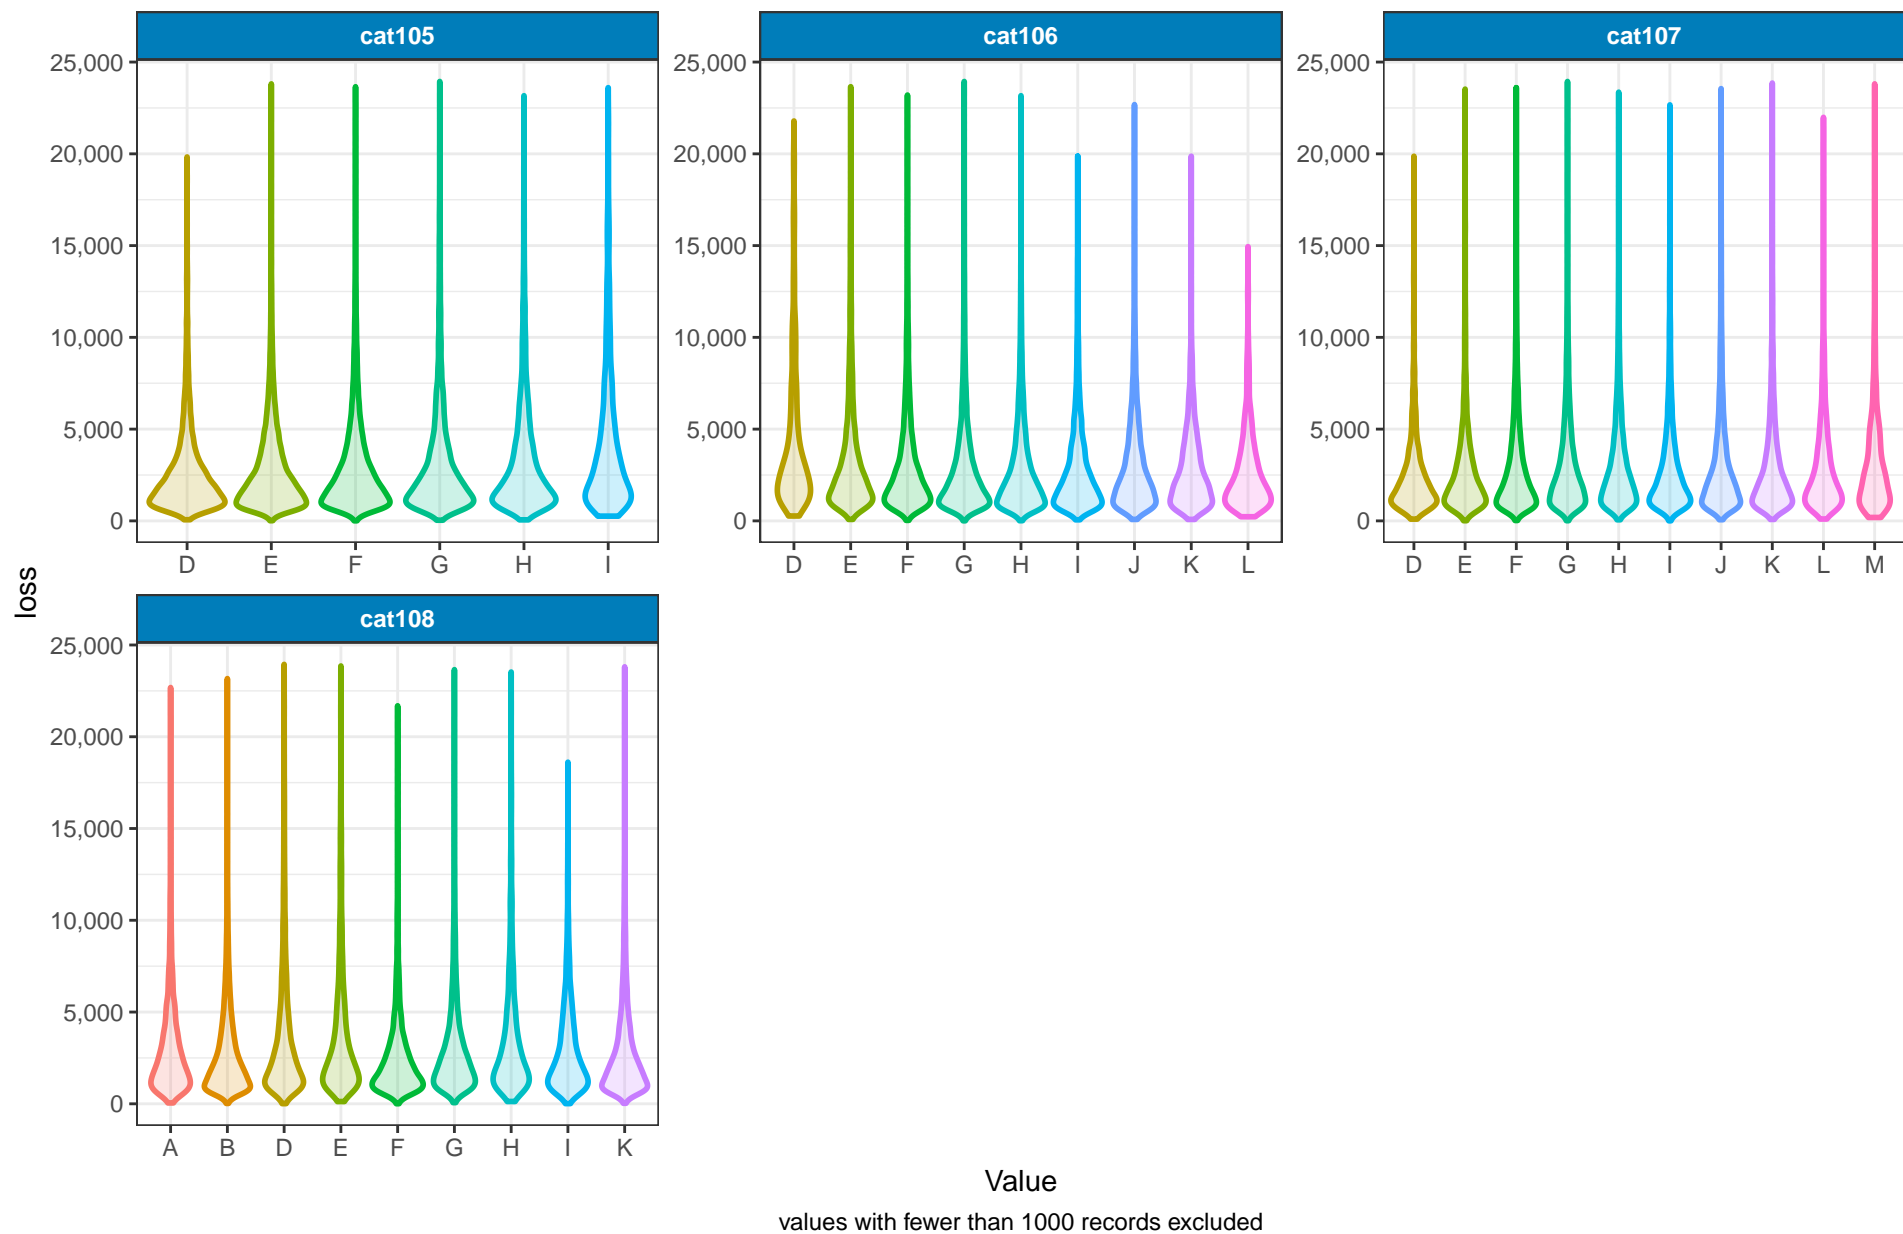 cat105 cat106 cat107
25,000 25,000 25,000
20,000 20,000 20,000
15,000 15,000 15,000
10,000 10,000 10,000
5,000 5,000 5,000
0 0 0
D E F G H I D E F G H I J K L D E F G H I J K L M
loss
cat108
25,000
20,000
15,000
10,000
5,000
0
A B D E F G H I K
Value
values with fewer than 1000 records excluded